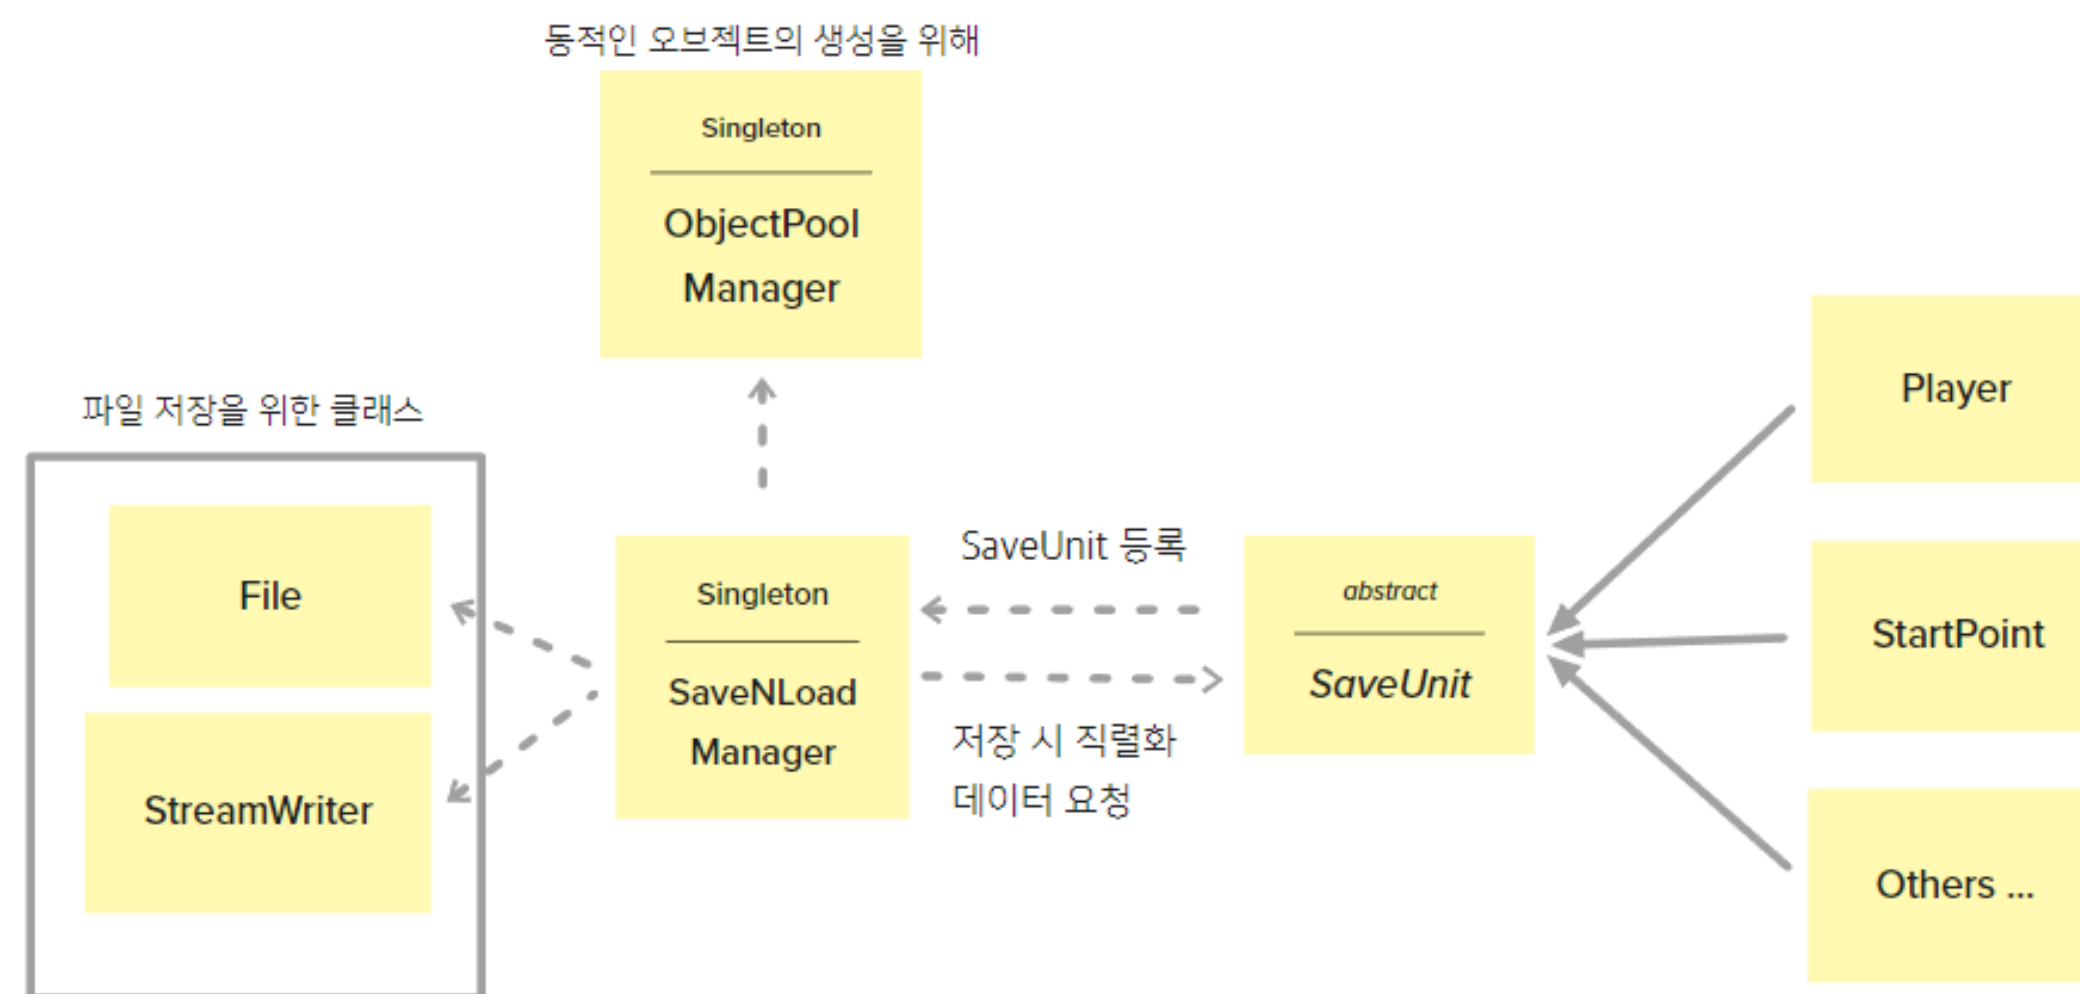 동적인 오브젝트의 생성을 위해
Singleton
ObjectPool
Manager
파일 저장을 위한 클래스
File
StreamWriter
Singleton
SaveNLoad
Manager
SaveUnit 등록
저장 시 직렬화
데이터 요청
abstract
SaveUnit
Player
StartPoint
Others ...